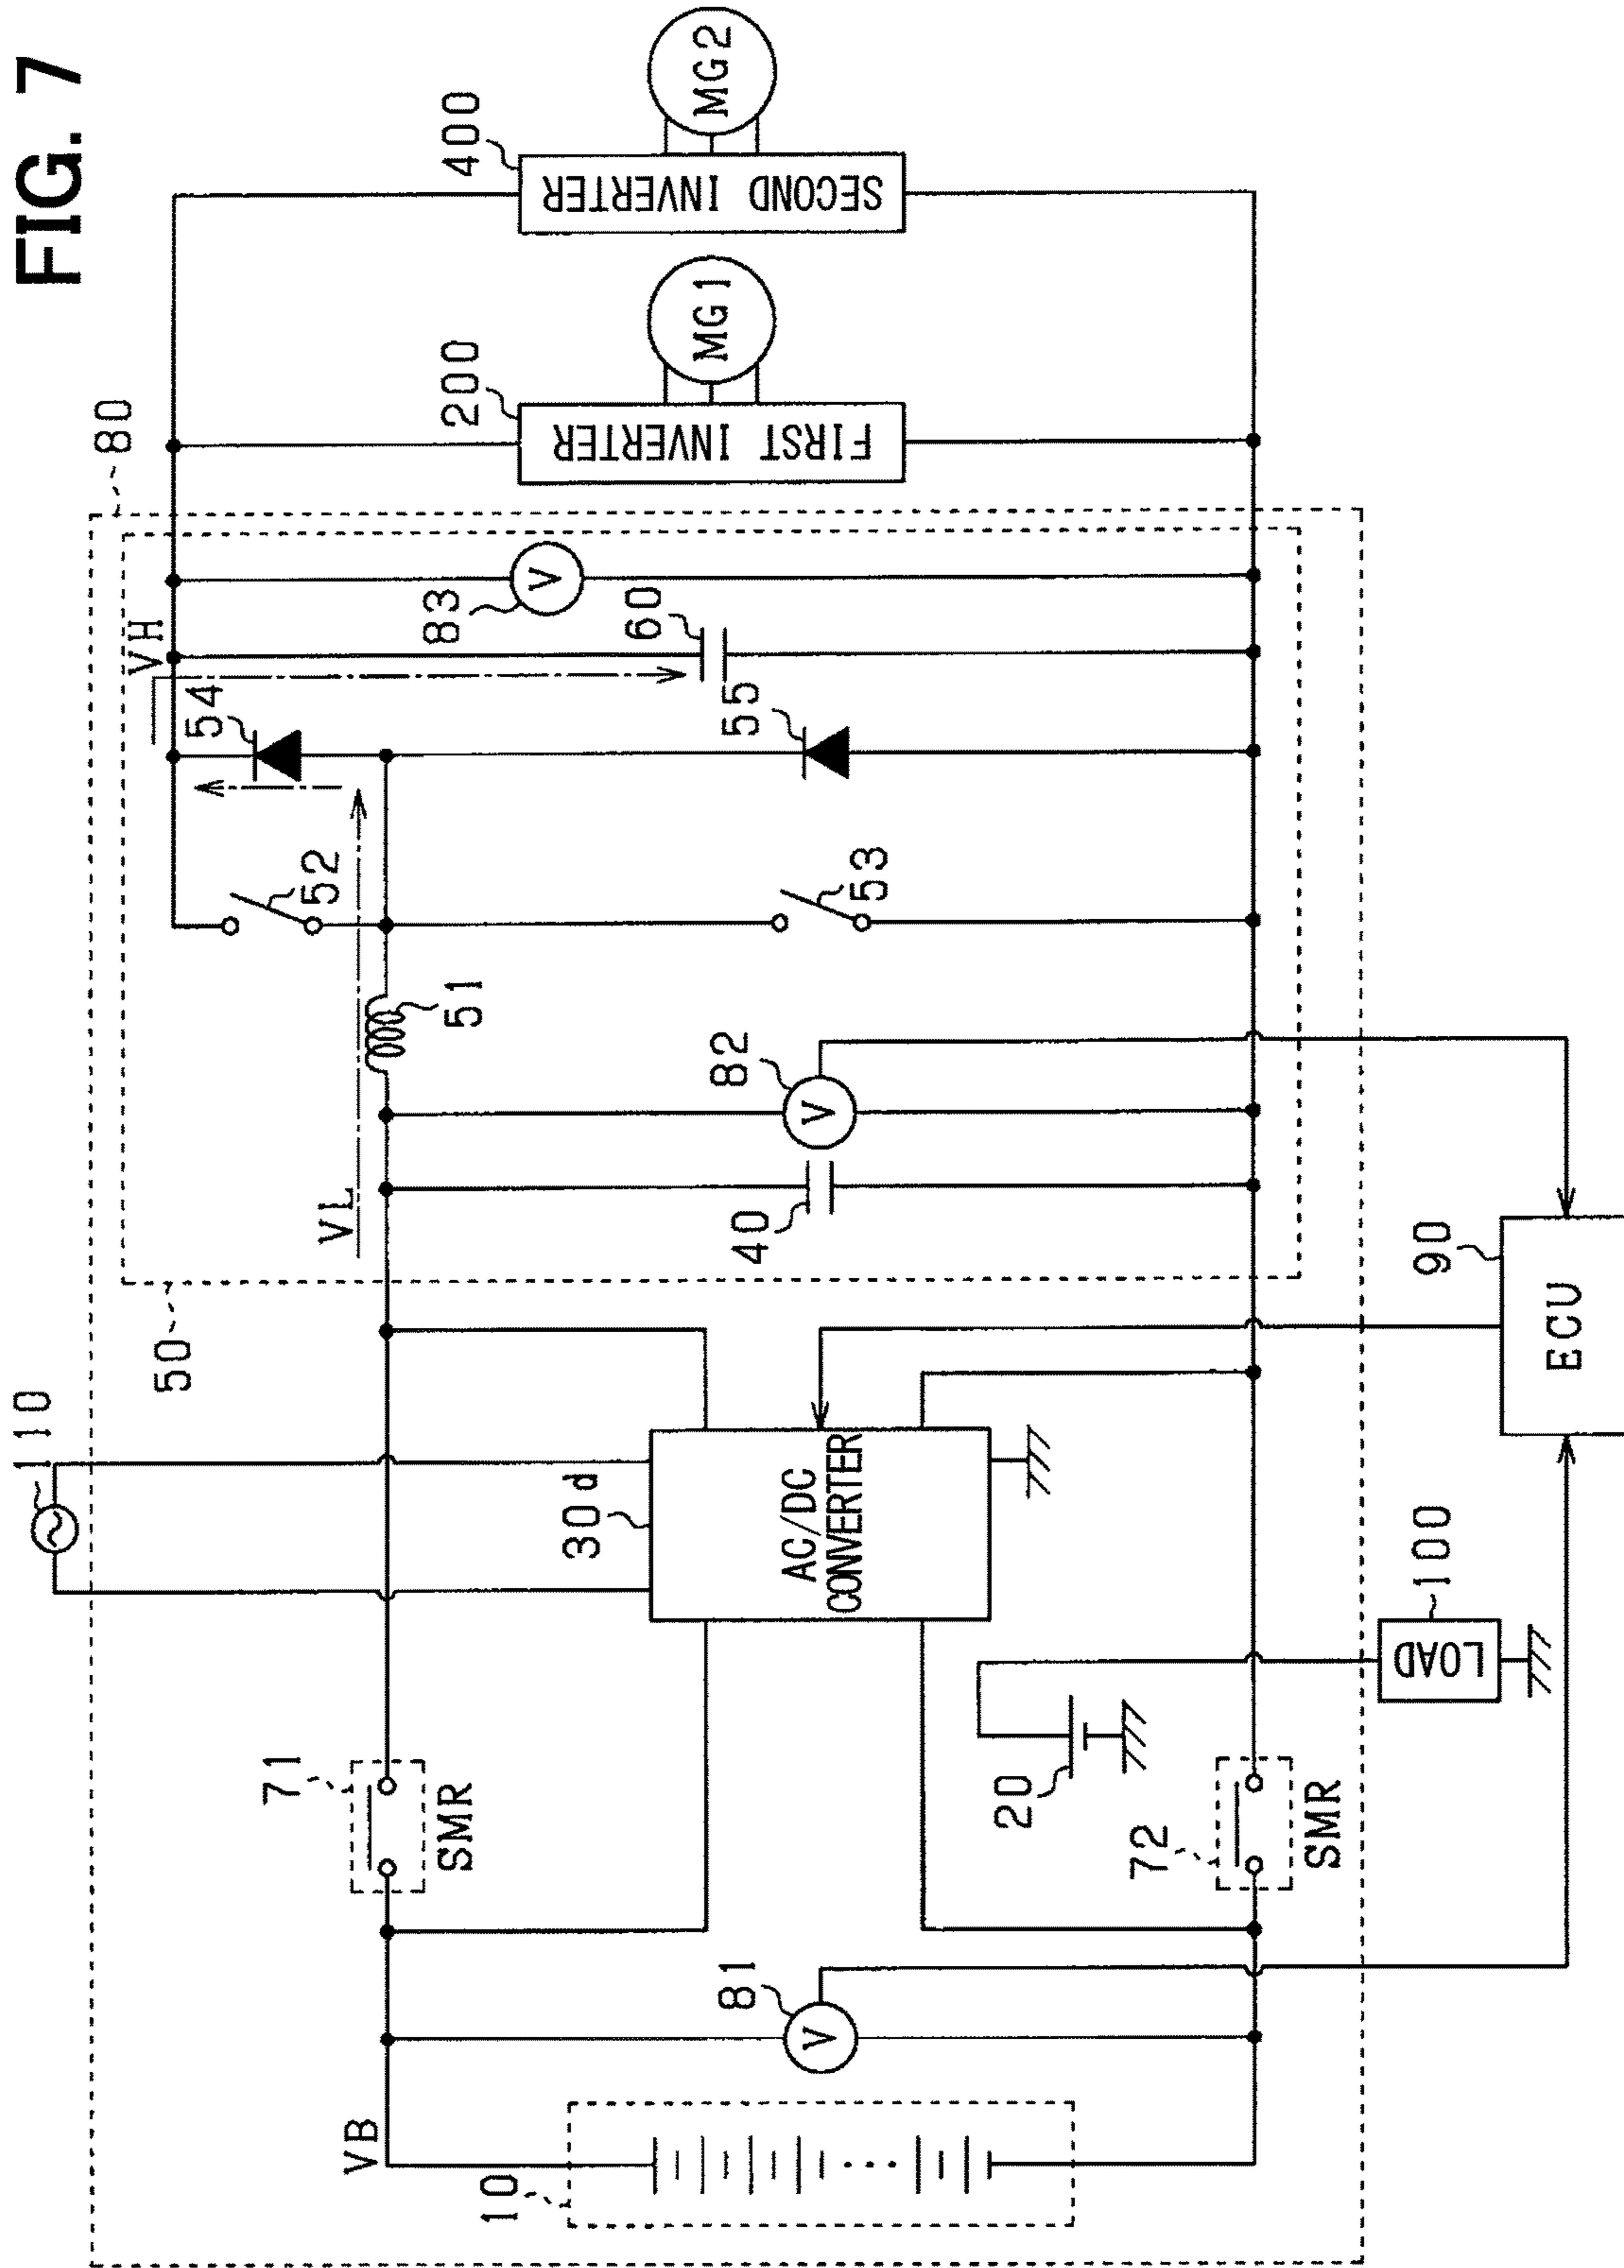 FIG. 7
110
80
50
VH
VL
VB
54
52
51
55
53
60
83
82
40
200
FIRST INVERTER
MG1
400
SECOND INVERTER
MG2
V
V
V
81
30d
AC/DC
CONVERTER
71
SMR
72
SMR
20
10
100
LOAD
90
ECU